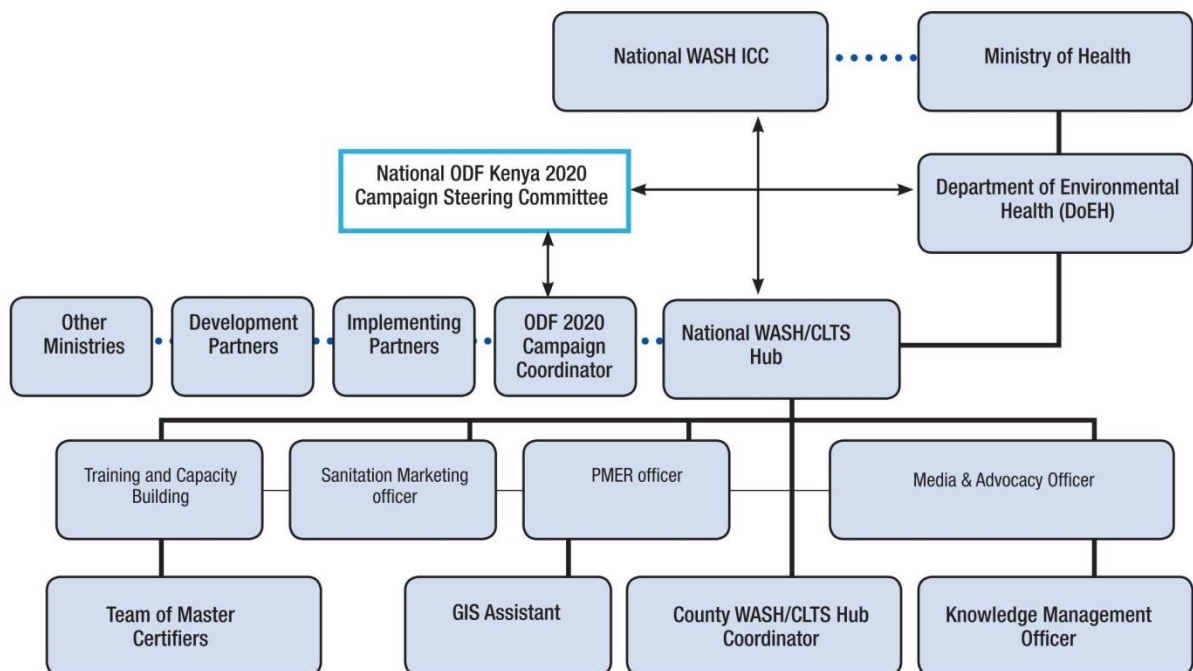 National WASH ICC
Ministry of Health
National ODF Kenya 2020
Campaign Steering Committee
Department of Environmental
Health (DoEH)
Other
Ministries
Development
Partners
Implementing
Partners
ODF 2020
Campaign
Coordinator
National WASH/CLTS
Hub
Training and Capacity
Building
Sanitation Marketing
officer
PMER officer
Media & Advocacy Officer
Team of Master
Certifiers
GIS Assistant
County WASH/CLTS Hub
Coordinator
Knowledge Management
Officer